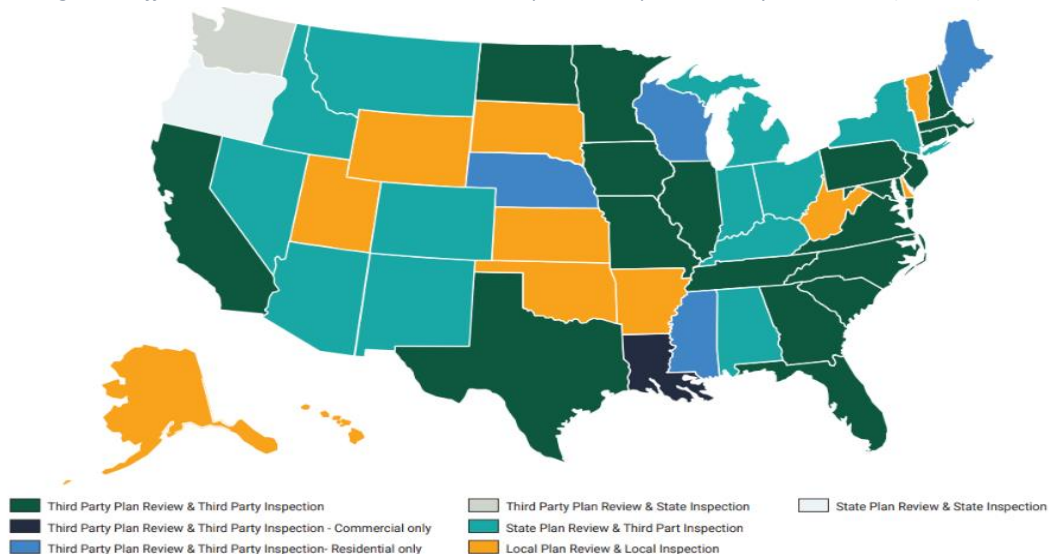 Third Party Plan Review & Third Party Inspection
Third Party Plan Review & Third Party Inspection - Commercial only
Third Party Plan Review & Third Party Inspection- Residential only
Third Party Plan Review & State Inspection
State Plan Review & Third Part Inspection
Local Plan Review & Local Inspection
State Plan Review & State Inspection